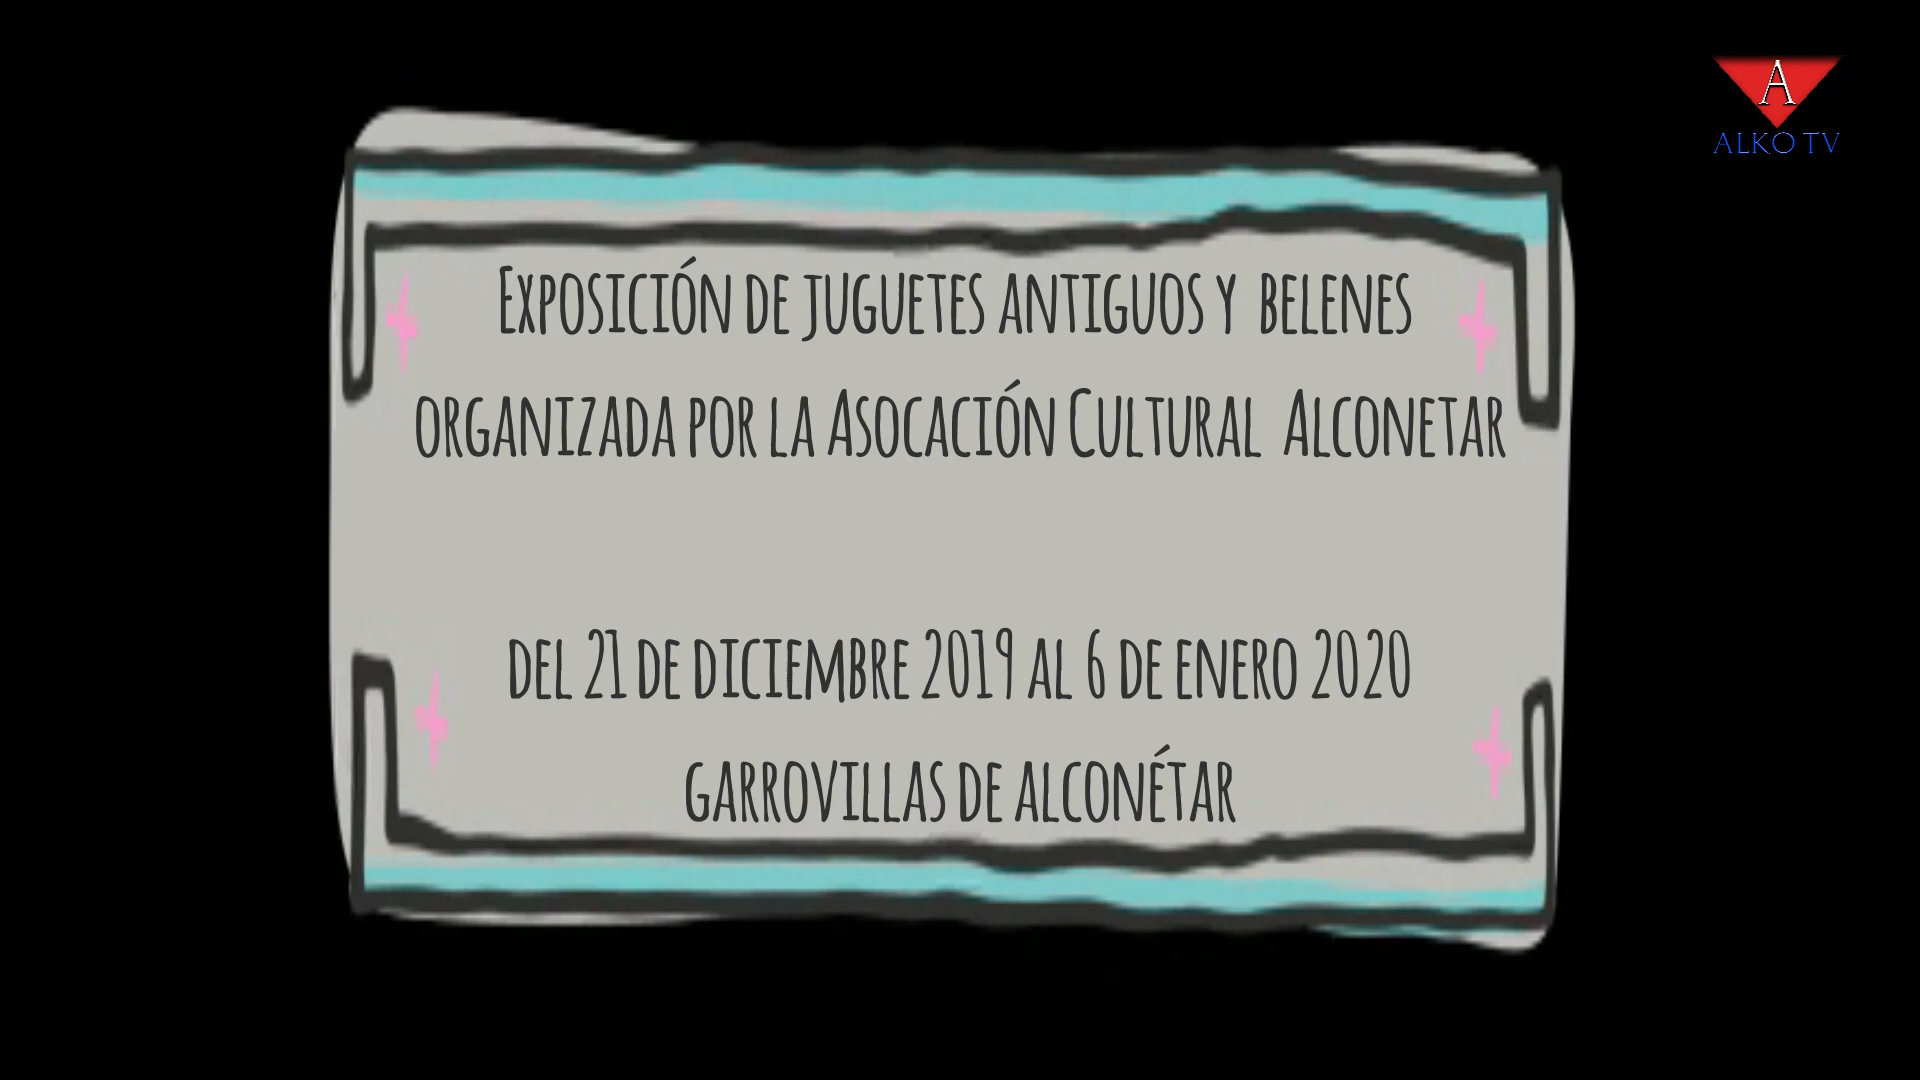 A
ALKO TV
Exposición de juguetes antiguos y belenes
organizada por la Asocación Cultural Alconetar
del 21 de diciembre 2019 al 6 de enero 2020
garrovillas de alconétar